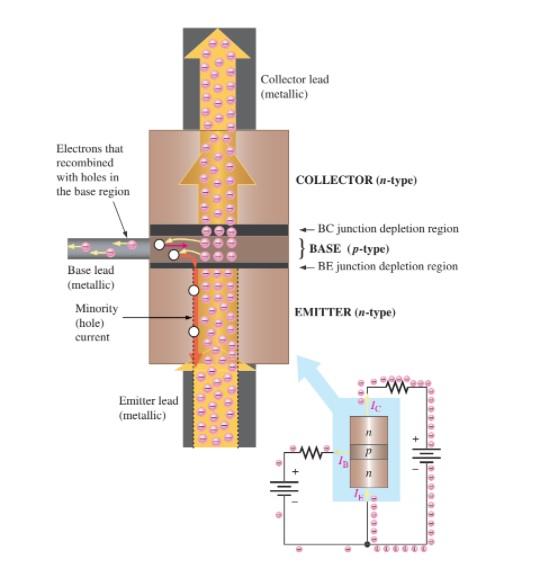 Collector lead
(metallic)
Electrons that
recombined
with holes in
the base region
COLLECTOR (n-type)
BC junction depletion region
BASE (p-type)
BE junction depletion region
Base lead
(metallic)
Minority
(hole)
current
EMITTER (n-type)
Emitter lead
(metallic)
IC
n
p
n
IB
IE
+
−
+
−